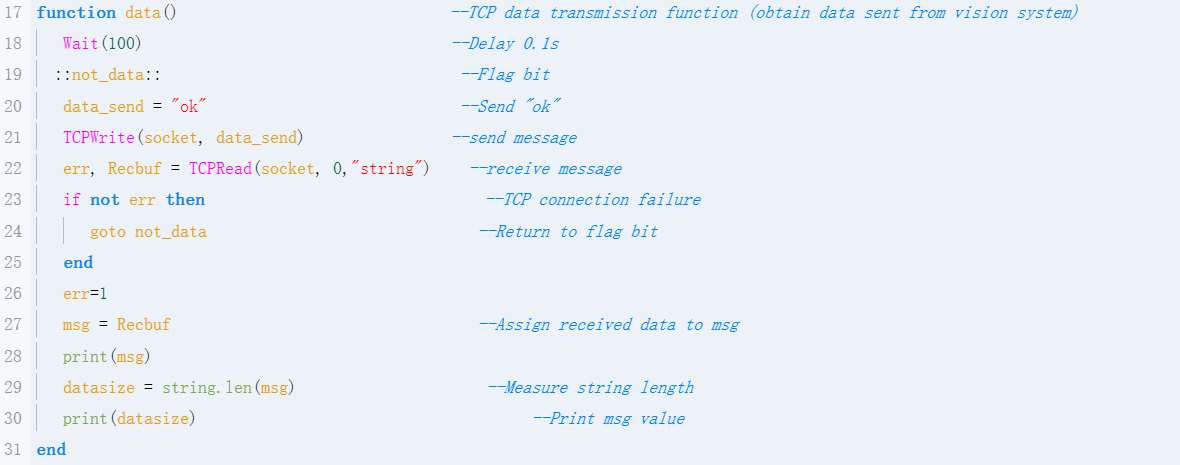 17 function data() --TCP data transmission function (obtain data sent from vision system)
18 Wait(100) --Delay 0.1s
19 ::not_data:: --Flag bit
20 data_send = "ok" --Send "ok"
21 TCPWrite(socket, data_send) --send message
22 err, Recbuf = TCPRead(socket, 0,"string") --receive message
23 if not err then --TCP connection failure
24 goto not_data --Return to flag bit
25 end
26 err=1
27 msg = Recbuf --Assign received data to msg
28 print(msg)
29 datasize = string.len(msg) --Measure string length
30 print(datasize) --Print msg value
31 end